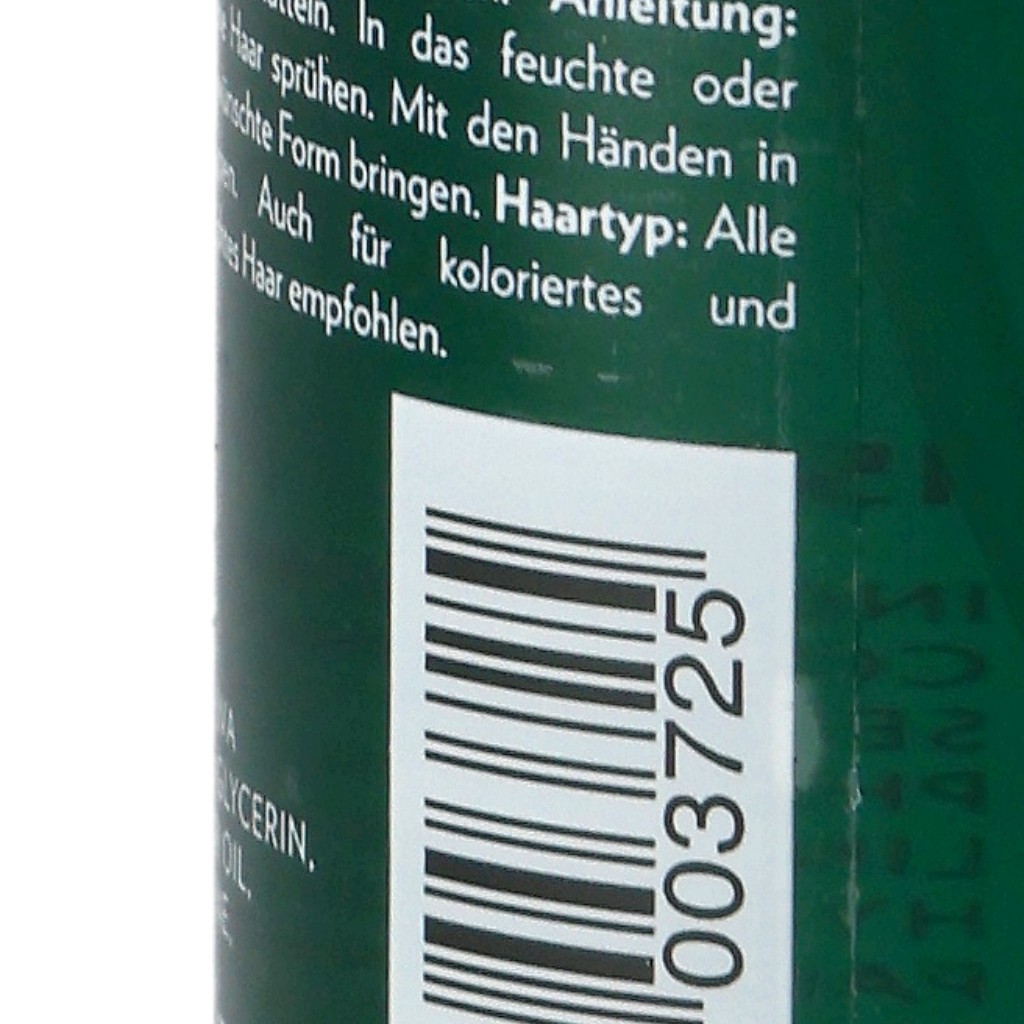 Anleitung:
In das feuchte oder
Haar sprühen. Mit den Händen in
Form bringen. Haartyp: Alle
Auch für koloriertes und
Haar empfohlen.
GLYCERIN,
OIL,
003725